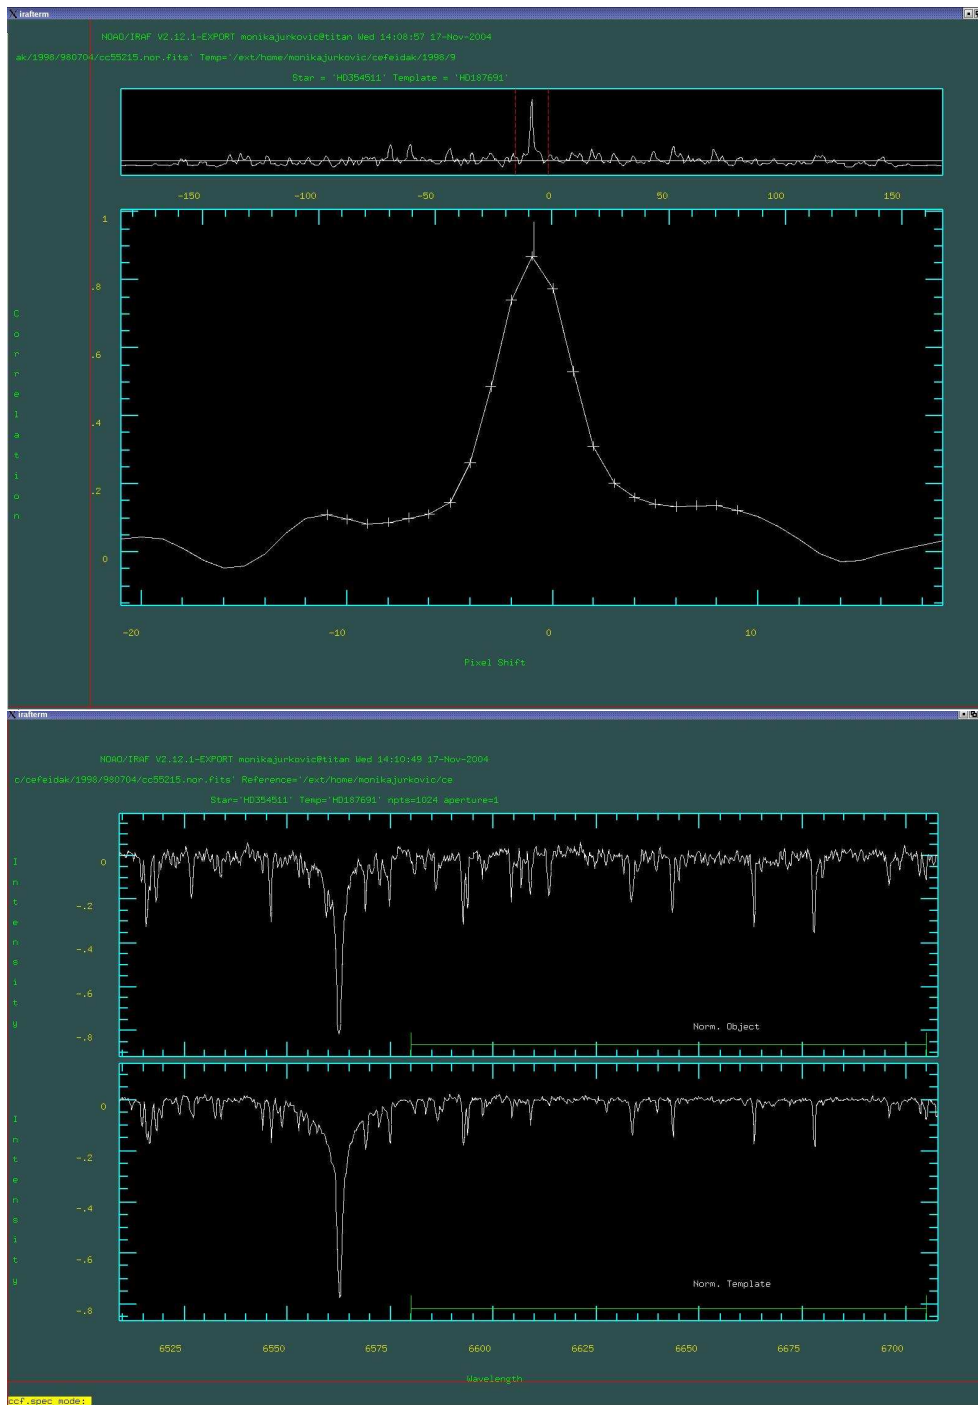 irafterm
NOAO/IRAF V2.12.1-EXPORT monikajurkovic@titan Wed 14:08:57 17-Nov-2004
ak/1998/980704/cc55215.nor.fits' Temp='/ext/home/monikajurkovic/cefeidak/1998/9
Star = 'HD354511' Template = 'HD187691'
-150 -100 -50 0 50 100 150
1
.8
.6
.4
.2
0
Correlation
-20 -10 0 10
Pixel Shift
irafterm
NOAO/IRAF V2.12.1-EXPORT monikajurkovic@titan Wed 14:10:49 17-Nov-2004
c/cefeidak/1998/980704/cc55215.nor.fits' Reference='/ext/home/monikajurkovic/ce
Star='HD354511' Temp='HD187691' npts=1024 aperture=1
0
-.2
-.4
-.6
-.8
Intensity
Norm. Object
0
-.2
-.4
-.6
-.8
Intensity
Norm. Template
6525 6550 6575 6600 6625 6650 6675 6700
Wavelength
ccf.spec mode: